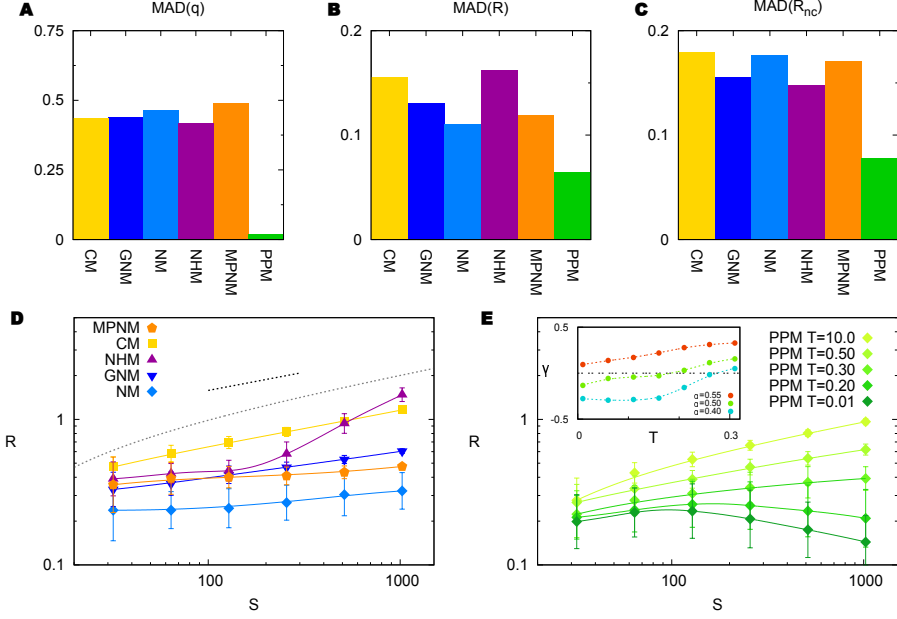 A MAD(q)
0.75
0.5
0.25
0
CM GNM NM NHM MPNM PPM
B MAD(R)
0.2
0.1
0
CM GNM NM NHM MPNM PPM
C MAD(Rnc)
0.2
0.1
0
CM GNM NM NHM MPNM PPM
D
MPNM
CM
NHM
GNM
NM
R
1
0.1
100 1000
S
E
PPM T=10.0
PPM T=0.50
PPM T=0.30
PPM T=0.20
PPM T=0.01
0.5
γ
-0.5
0 0.3
T
α=0.55
α=0.50
α=0.40
R
1
0.1
100 1000
S